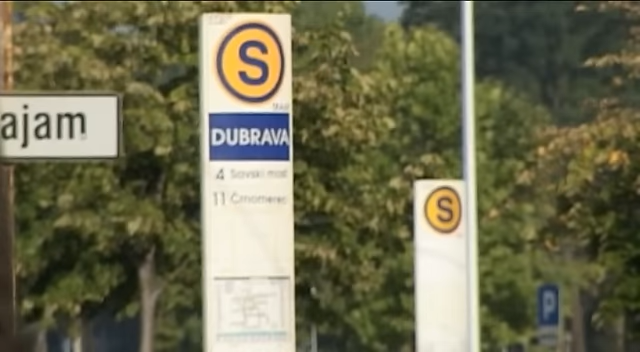 ajam
S
DUBRAVA
4 Savski most
11 Črnomerec
S
P